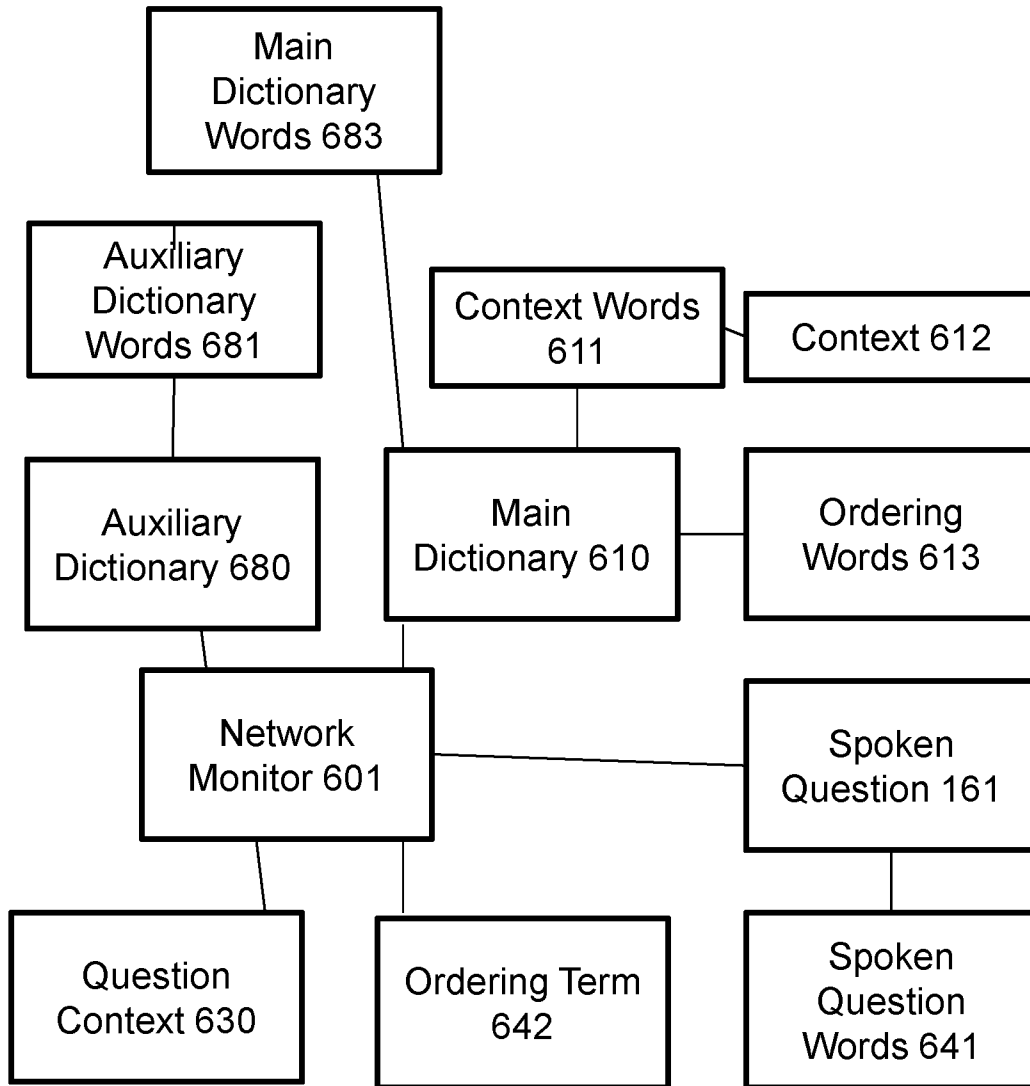 Main
Dictionary
Words 683
Auxiliary
Dictionary
Words 681
Context Words
611
Context 612
Auxiliary
Dictionary 680
Main
Dictionary 610
Ordering
Words 613
Network
Monitor 601
Spoken
Question 161
Question
Context 630
Ordering Term
642
Spoken
Question
Words 641